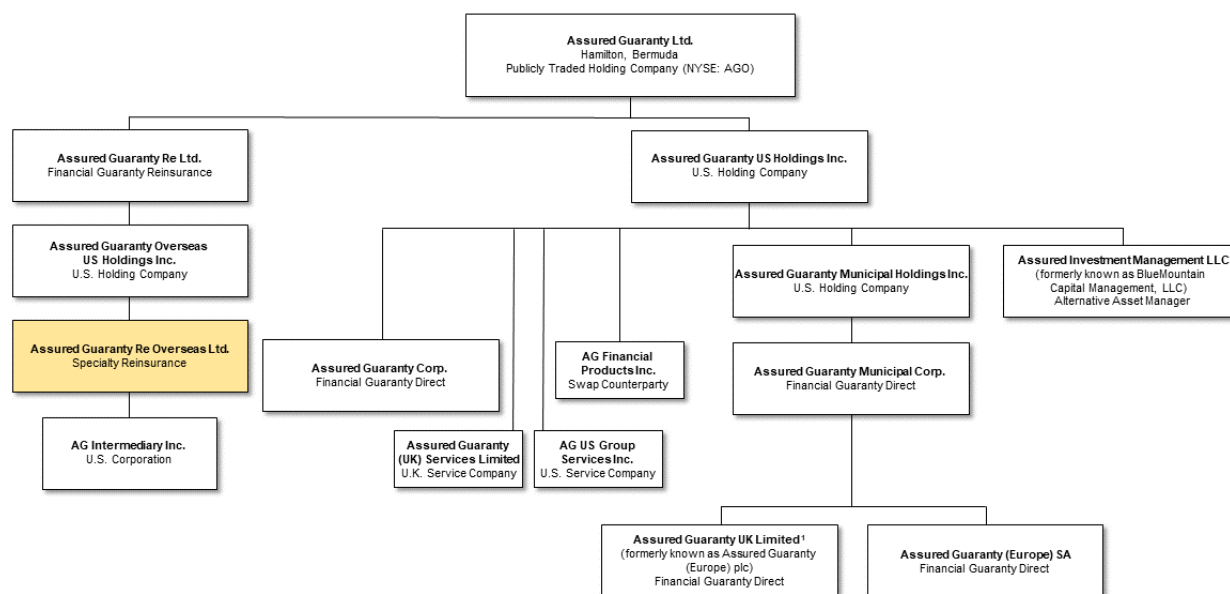 Assured Guaranty Ltd.
Hamilton, Bermuda
Publicly Traded Holding Company (NYSE: AGO)
Assured Guaranty Re Ltd.
Financial Guaranty Reinsurance
Assured Guaranty US Holdings Inc.
U.S. Holding Company
Assured Guaranty Overseas
US Holdings Inc.
U.S. Holding Company
Assured Guaranty Municipal Holdings Inc.
U.S. Holding Company
Assured Investment Management LLC
(formerly known as BlueMountain
Capital Management, LLC)
Alternative Asset Manager
Assured Guaranty Re Overseas Ltd.
Specialty Reinsurance
Assured Guaranty Corp.
Financial Guaranty Direct
AG Financial
Products Inc.
Swap Counterparty
Assured Guaranty Municipal Corp.
Financial Guaranty Direct
AG Intermediary Inc.
U.S. Corporation
Assured Guaranty
(UK) Services Limited
U.K. Service Company
AG US Group
Services Inc.
U.S. Service Company
Assured Guaranty UK Limited¹
(formerly known as Assured Guaranty
(Europe) plc)
Financial Guaranty Direct
Assured Guaranty (Europe) SA
Financial Guaranty Direct